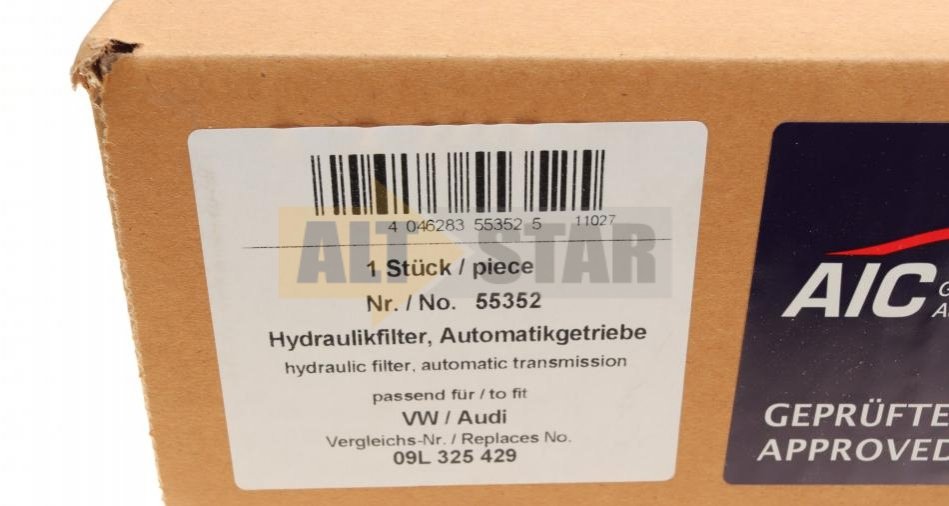 4 046283 55352 5 11027
ALT STAR
1 Stück / piece
Nr. / No. 55352
Hydraulikfilter, Automatikgetriebe
hydraulic filter, automatic transmission
passend für / to fit
VW / Audi
Vergleichs-Nr. / Replaces No.
09L 325 429
AIC
GEPRÜFTE
APPROVED